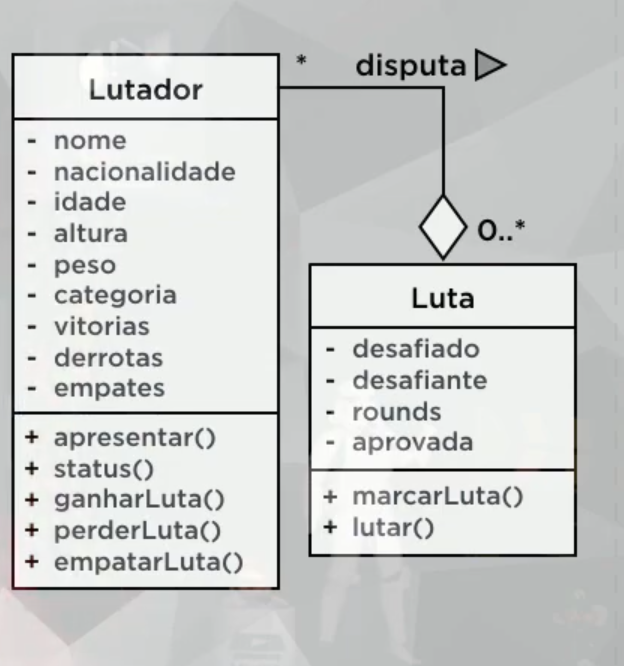 * disputa
Lutador
- nome
- nacionalidade
- idade
- altura
- peso
- categoria
- vitorias
- derrotas
- empates
+ apresentar()
+ status()
+ ganharLuta()
+ perderLuta()
+ empatarLuta()
0..*
Luta
- desafiado
- desafiante
- rounds
- aprovada
+ marcarLuta()
+ lutar()